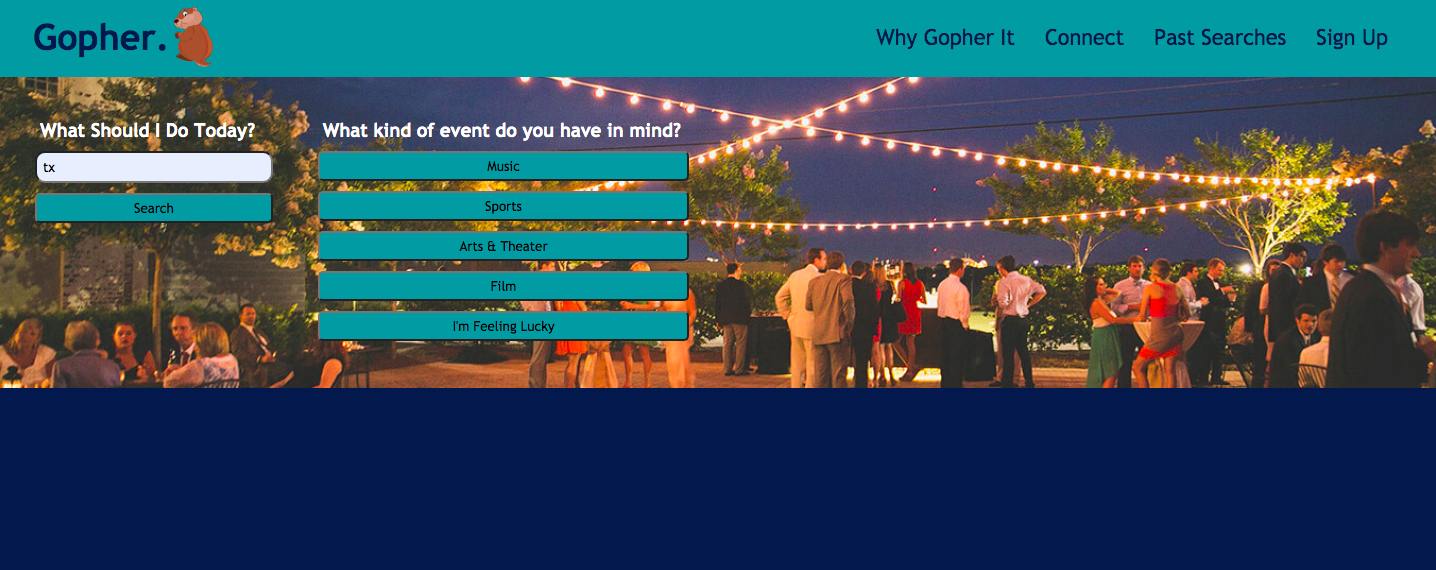 Gopher.
Why Gopher It
Connect
Past Searches
Sign Up
What Should I Do Today?
tx
Search
What kind of event do you have in mind?
Music
Sports
Arts & Theater
Film
I'm Feeling Lucky